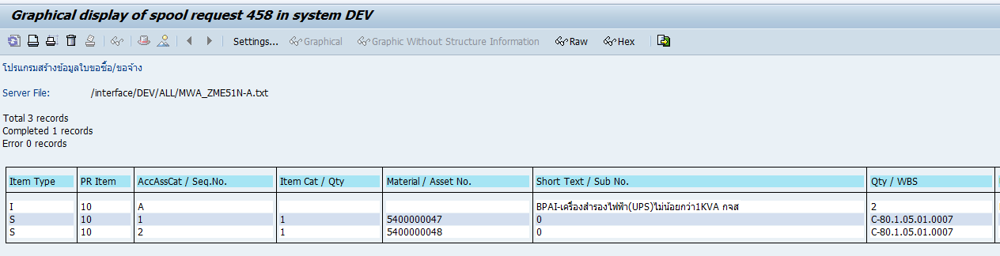 Graphical display of spool request 458 in system DEV
Settings... Graphical Graphic Without Structure Information Raw Hex
โปรแกรมสร้างข้อมูลใบขอซื้อ/ขอจ้าง
Server File: /interface/DEV/ALL/MWA_ZME51N-A.txt
Total 3 records
Completed 1 records
Error 0 records
Item Type PR Item AccAssCat / Seq.No. Item Cat / Qty Material / Asset No. Short Text / Sub No. Qty / WBS
I 10 A BPAI-เครื่องสำรองไฟฟ้า(UPS)ไม่น้อยกว่า1KVA กจส 2
S 10 1 1 5400000047 0 C-80.1.05.01.0007
S 10 2 1 5400000048 0 C-80.1.05.01.0007